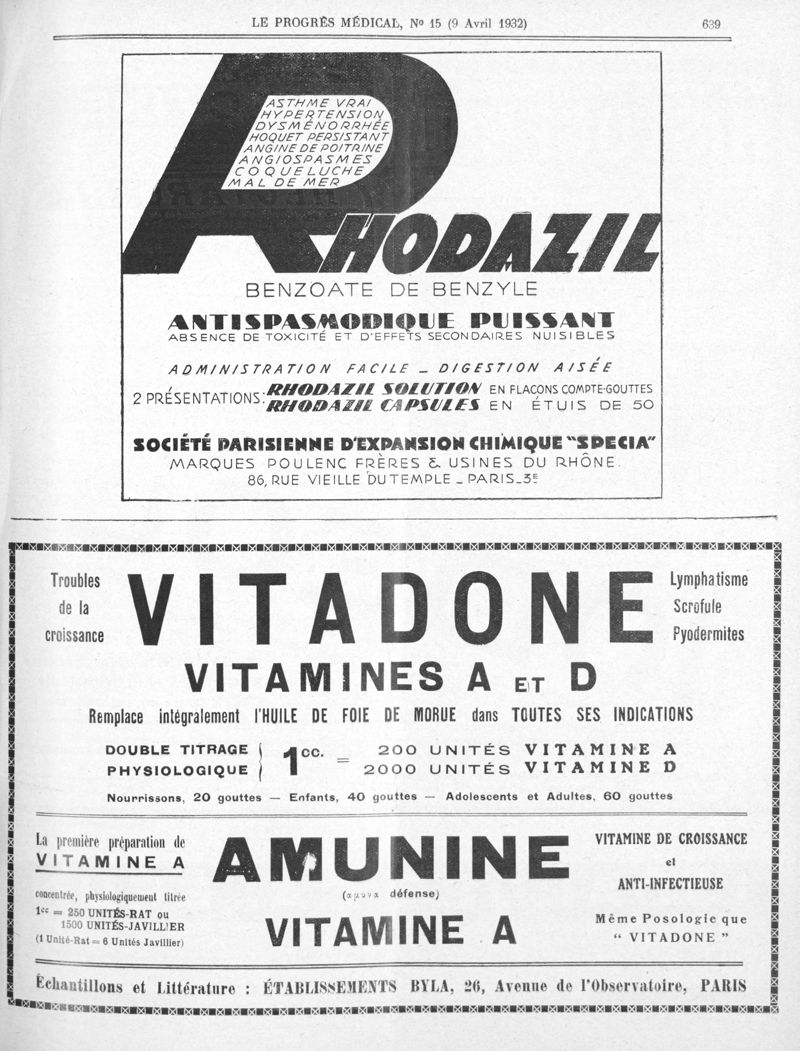 LE PROGRÈS MÉDICAL, Nº 15 (9 Avril 1932)
639
ASTHME VRAI
HYPERTENSION
DYSMÉNORRHÉE
HOQUET PERSISTANT
ANGINE DE POITRINE
ANGIOSPASMES
COQUELUCHE
MAL DE MER
RHODAZIL
BENZOATE DE BENZYLE
ANTISPASMODIQUE PUISSANT
ABSENCE DE TOXICITÉ ET D'EFFETS SECONDAIRES NUISIBLES
ADMINISTRATION FACILE _ DIGESTION AISÉE
2 PRÉSENTATIONS: RHODAZIL SOLUTION EN FLACONS COMPTE-GOUTTES
RHODAZIL CAPSULES EN ÉTUIS DE 50
SOCIÉTÉ PARISIENNE D'EXPANSION CHIMIQUE "SPECIA"
MARQUES POULENC FRÈRES & USINES DU RHÔNE.
86, RUE VIEILLE DU TEMPLE _ PARIS_3E
Troubles
de la
croissance
VITADONE
Lymphatisme
Scrofule
Pyodermites
VITAMINES A ET D
Remplace intégralement l'HUILE DE FOIE DE MORUE dans TOUTES SES INDICATIONS
DOUBLE TITRAGE
PHYSIOLOGIQUE
1cc. =
200 UNITÉS VITAMINE A
2000 UNITÉS VITAMINE D
Nourrissons, 20 gouttes — Enfants, 40 gouttes — Adolescents et Adultes, 60 gouttes
La première préparation de
VITAMINE A
concentrée, physiologiquement titrée
1cc = 250 UNITÉS-RAT ou
1500 UNITÉS-JAVILLIER
(1 Unité-Rat = 6 Unités Javillier)
AMUNINE
(αμυνα défense)
VITAMINE A
VITAMINE DE CROISSANCE
et
ANTI-INFECTIEUSE
Même Posologie que
“ VITADONE ”
Échantillons et Littérature : ÉTABLISSEMENTS BYLA, 26, Avenue de l'Observatoire, PARIS